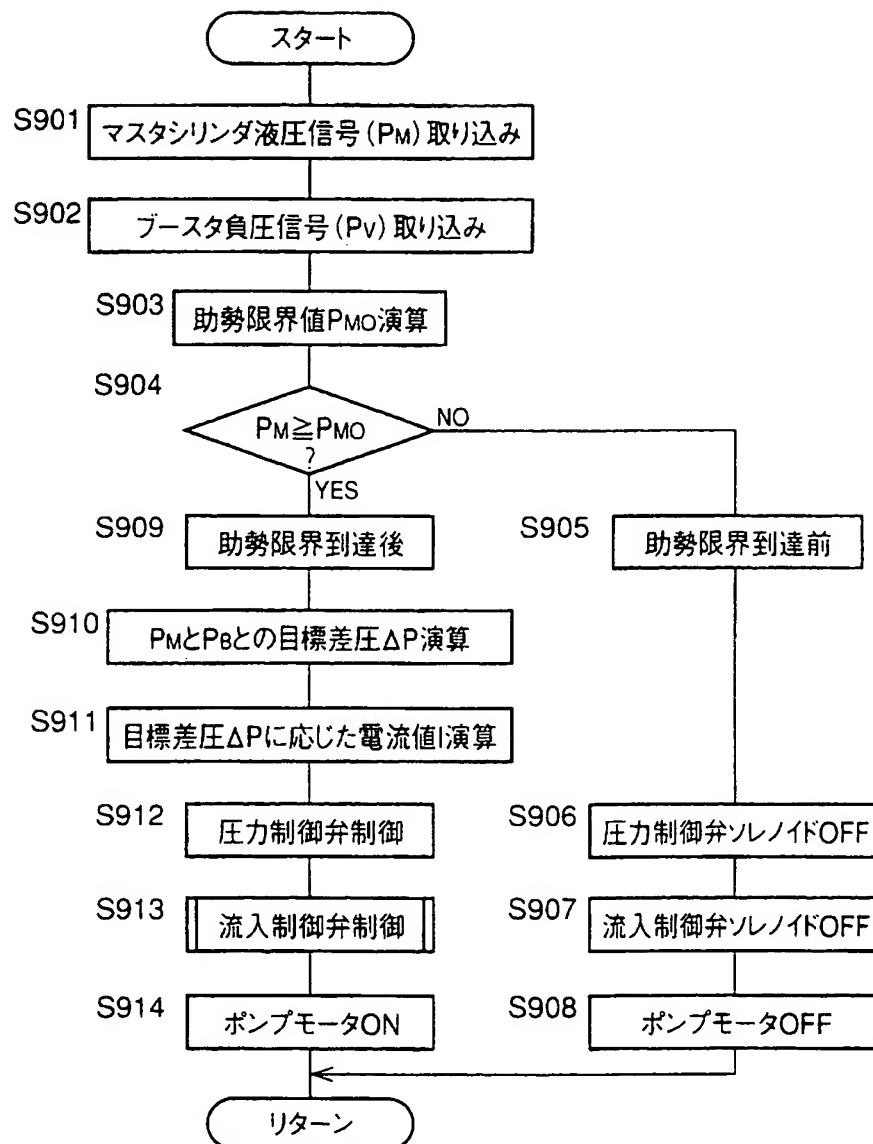 スタート
S901
マスタシリンダ液圧信号(PM)取り込み
S902
ブースタ負圧信号(PV)取り込み
S903
助勢限界値PMO演算
S904
PM≧PMO
?
NO
YES
S909
助勢限界到達後
S905
助勢限界到達前
S910
PMとPBとの目標差圧ΔP演算
S911
目標差圧ΔPに応じた電流値I演算
S912
圧力制御弁制御
S906
圧力制御弁ソレノイドOFF
S913
流入制御弁制御
S907
流入制御弁ソレノイドOFF
S914
ポンプモータON
S908
ポンプモータOFF
リターン